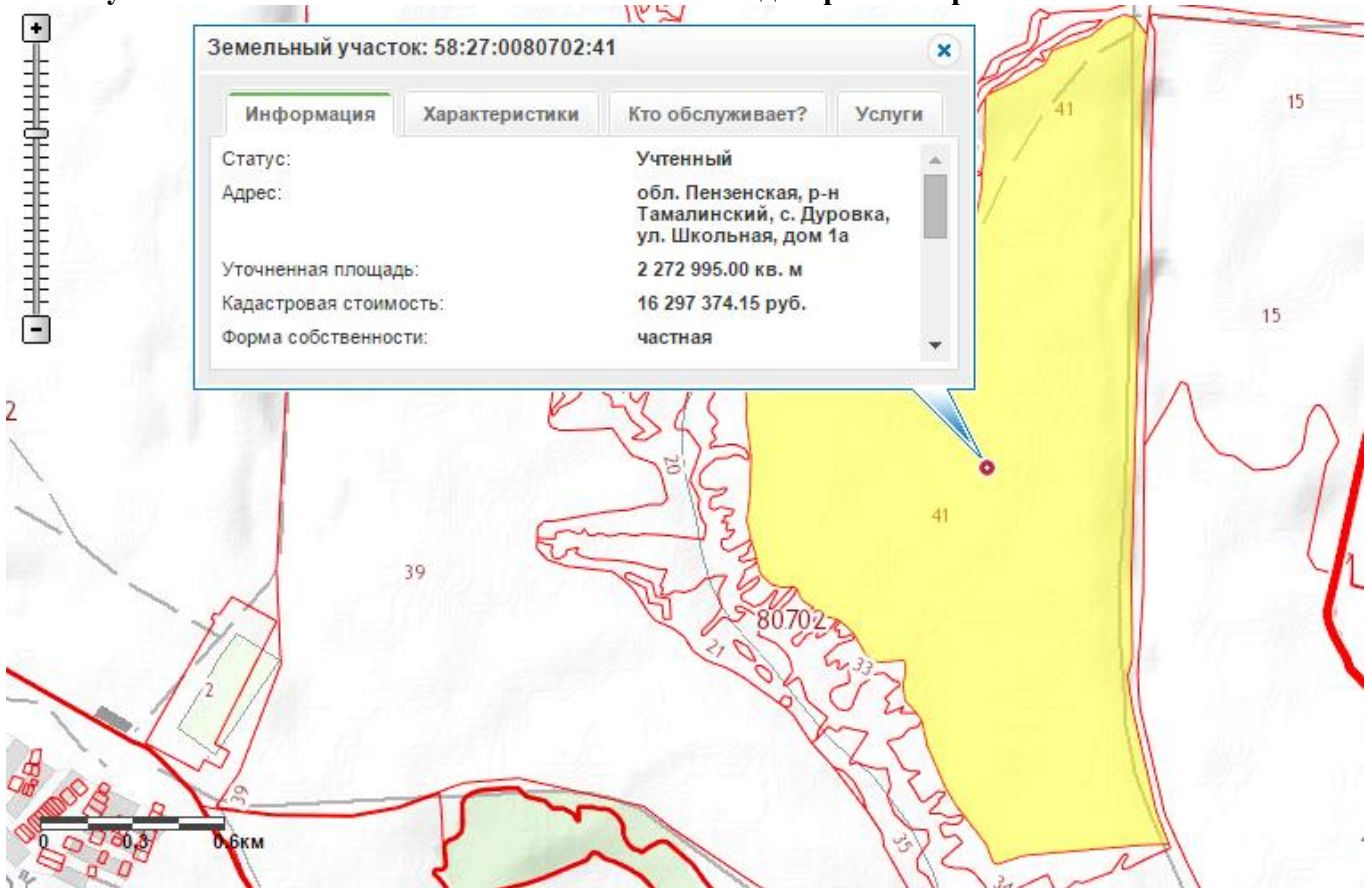 +
Земельный участок: 58:27:0080702:41
Информация Характеристики Кто обслуживает? Услуги
Статус: Учтенный
Адрес: обл. Пензенская, р-н
Тамалинский, с. Дуровка,
ул. Школьная, дом 1а
Уточненная площадь: 2 272 995.00 кв. м
Кадастровая стоимость: 16 297 374.15 руб.
Форма собственности: частная
-
41
15
15
2
20
41
39
80702
21
33
2
39
35
34
0 0,3 0.6км